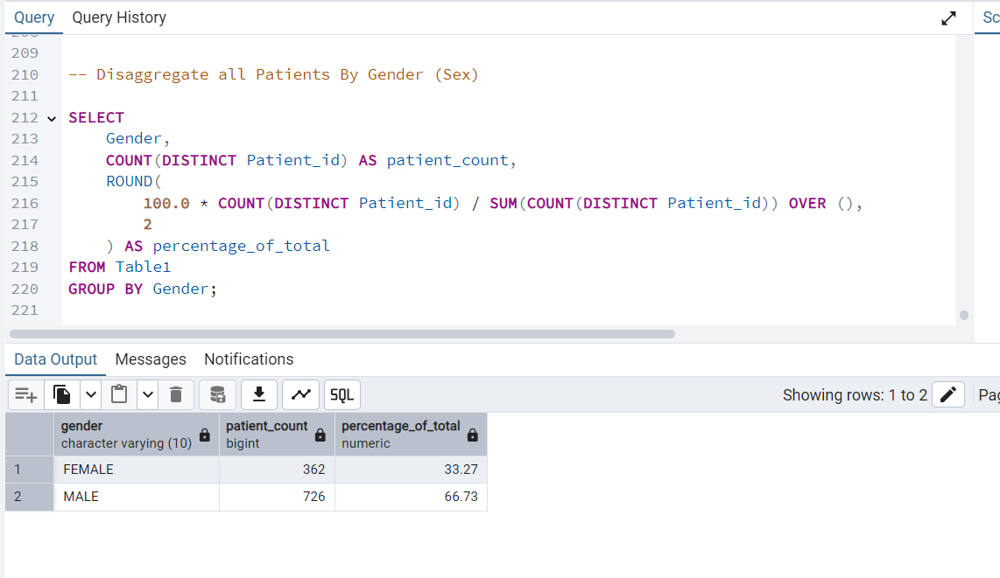 Query Query History
Sc
209
210 -- Disaggregate all Patients By Gender (Sex)
211
212 SELECT
213 Gender,
214 COUNT(DISTINCT Patient_id) AS patient_count,
215 ROUND(
216 100.0 * COUNT(DISTINCT Patient_id) / SUM(COUNT(DISTINCT Patient_id)) OVER (),
217 2
218 ) AS percentage_of_total
219 FROM Table1
220 GROUP BY Gender;
221
Data Output Messages Notifications
SQL Showing rows: 1 to 2 Pag
gender patient_count percentage_of_total
character varying (10) bigint numeric
1 FEMALE 362 33.27
2 MALE 726 66.73